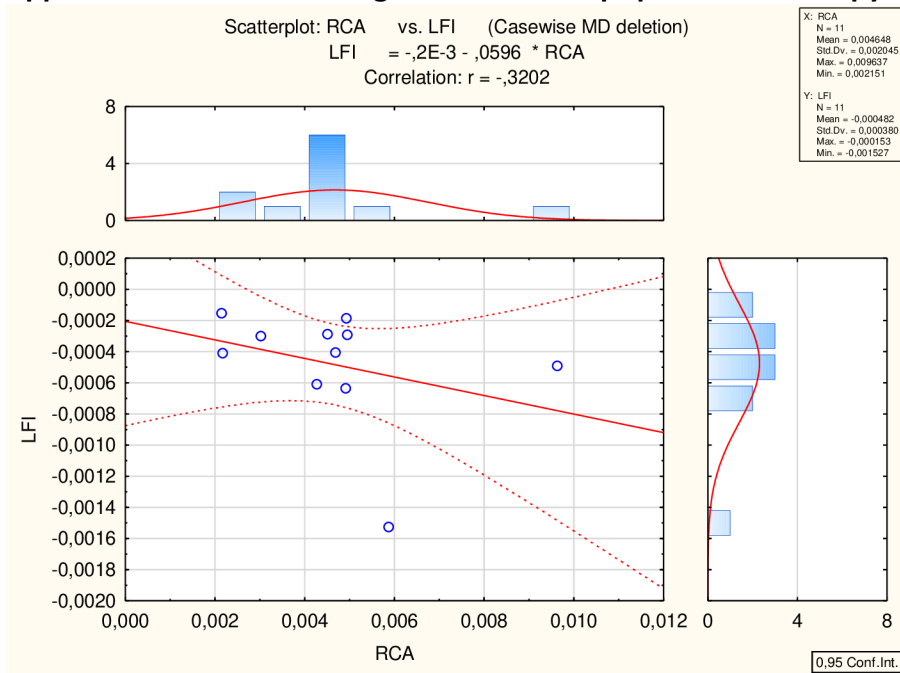 Scatterplot: RCA vs. LFI (Casewise MD deletion)
LFI = -,2E-3 - ,0596 * RCA
Correlation: r = -,3202
X: RCA
N = 11
Mean = 0,004648
Std.Dv. = 0,002045
Max. = 0,009637
Min. = 0,002151
Y: LFI
N = 11
Mean = -0,000482
Std.Dv. = 0,000380
Max. = -0,000153
Min. = -0,001527
8
4
0
0,0002
0,0000
-0,0002
-0,0004
-0,0006
-0,0008
-0,0010
-0,0012
-0,0014
-0,0016
-0,0018
-0,0020
LFI
0,000 0,002 0,004 0,006 0,008 0,010 0,012
RCA
0 4 8
0,95 Conf.Int.